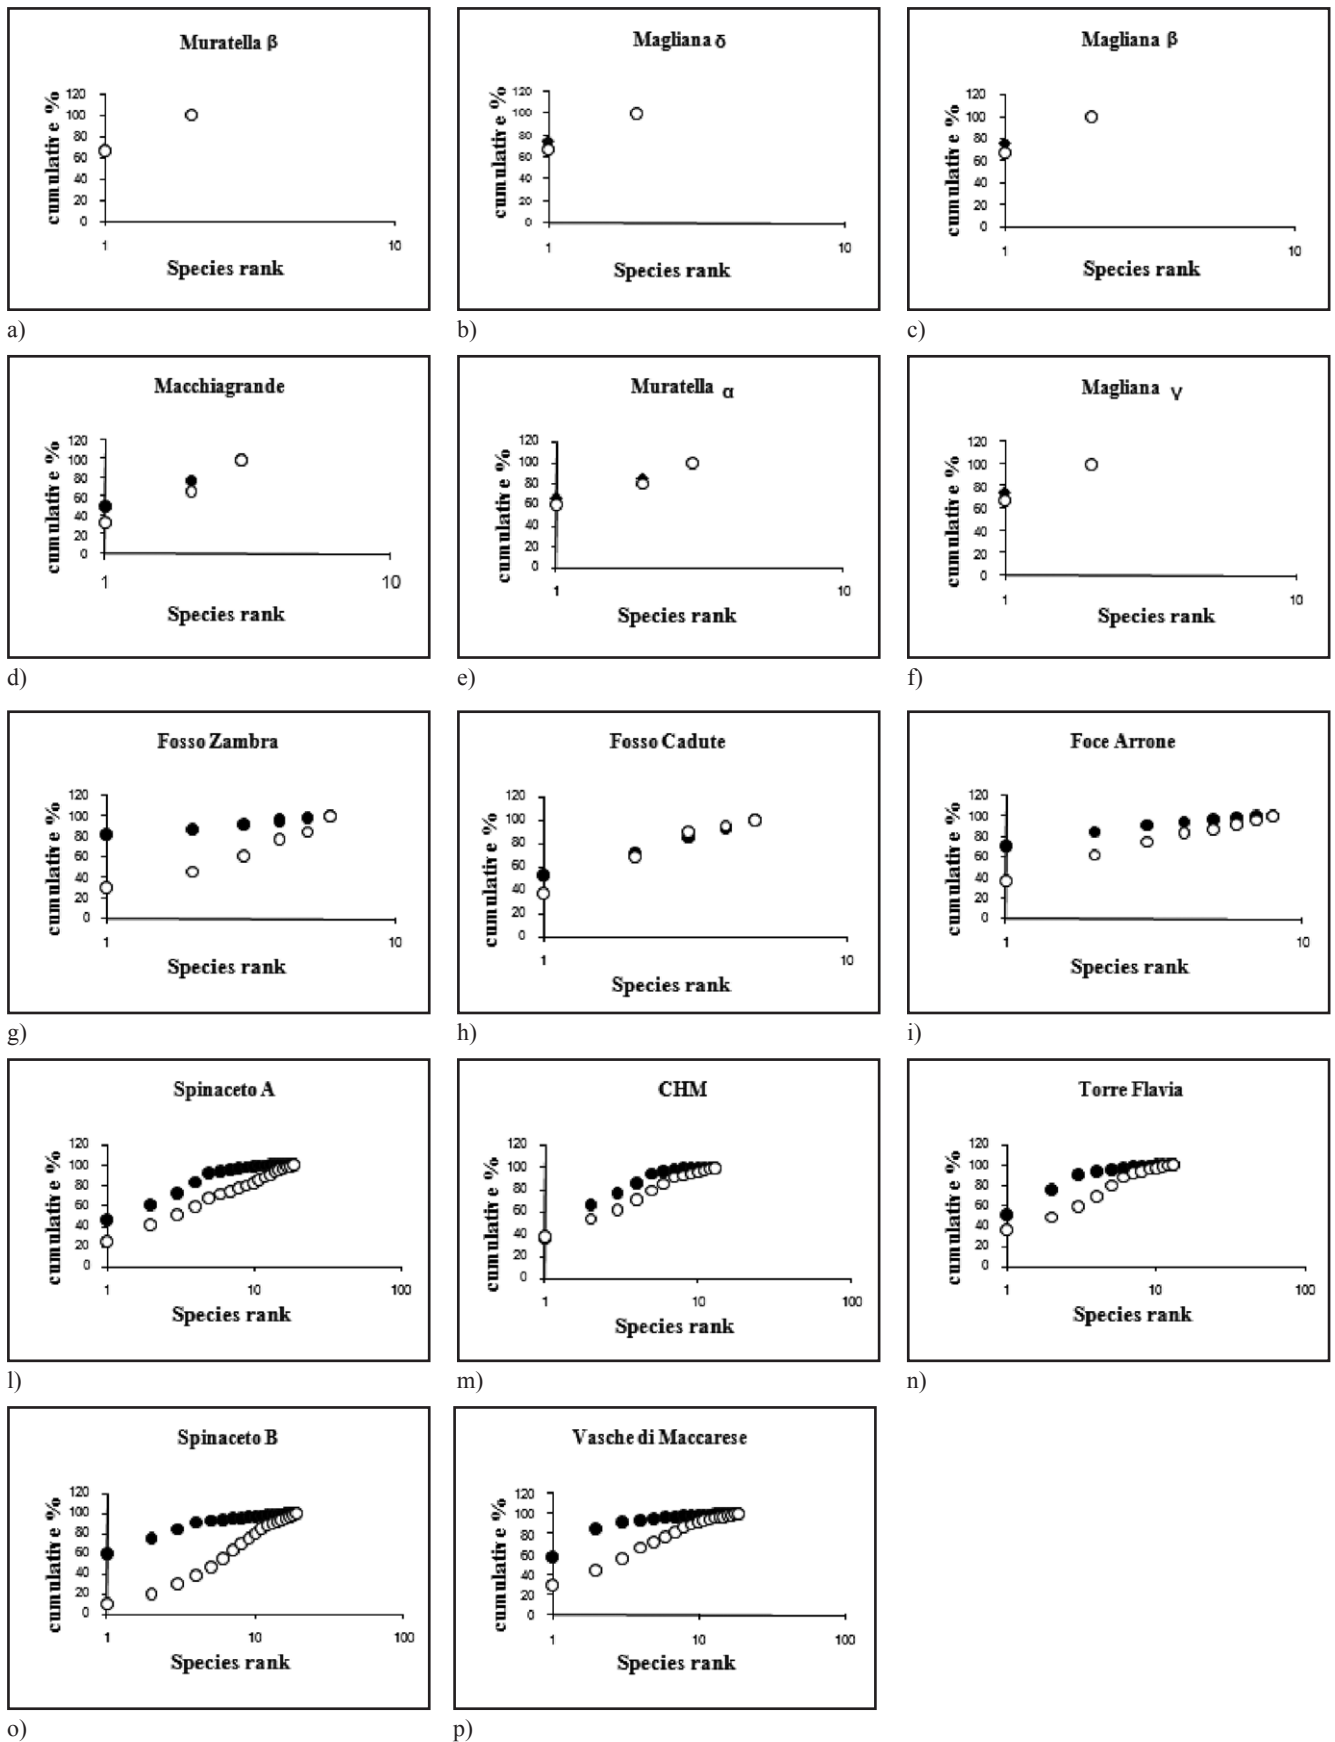 Muratella β
cumulative %
120
100
80
60
40
20
0
1
10
Species rank
a)
Magliana δ
cumulative %
120
100
80
60
40
20
0
1
10
Species rank
b)
Magliana β
cumulative %
120
100
80
60
40
20
0
1
10
Species rank
c)
Macchiagrande
cumulative %
120
100
80
60
40
20
0
1
10
Species rank
d)
Muratella α
cumulative %
120
100
80
60
40
20
0
1
10
Species rank
e)
Magliana γ
cumulative %
120
100
80
60
40
20
0
1
10
Species rank
f)
Fosso Zambra
cumulative %
120
100
80
60
40
20
0
1
10
Species rank
g)
Fosso Cadute
cumulative %
120
100
80
60
40
20
0
1
10
Species rank
h)
Foce Arrone
cumulative %
120
100
80
60
40
20
0
1
10
Species rank
i)
Spinaceto A
cumulative %
120
100
80
60
40
20
0
1
10
100
Species rank
l)
CHM
cumulative %
120
100
80
60
40
20
0
1
10
100
Species rank
m)
Torre Flavia
cumulative %
120
100
80
60
40
20
0
1
10
100
Species rank
n)
Spinaceto B
cumulative %
120
100
80
60
40
20
0
1
10
100
Species rank
o)
Vasche di Maccarese
cumulative %
120
100
80
60
40
20
0
1
10
100
Species rank
p)